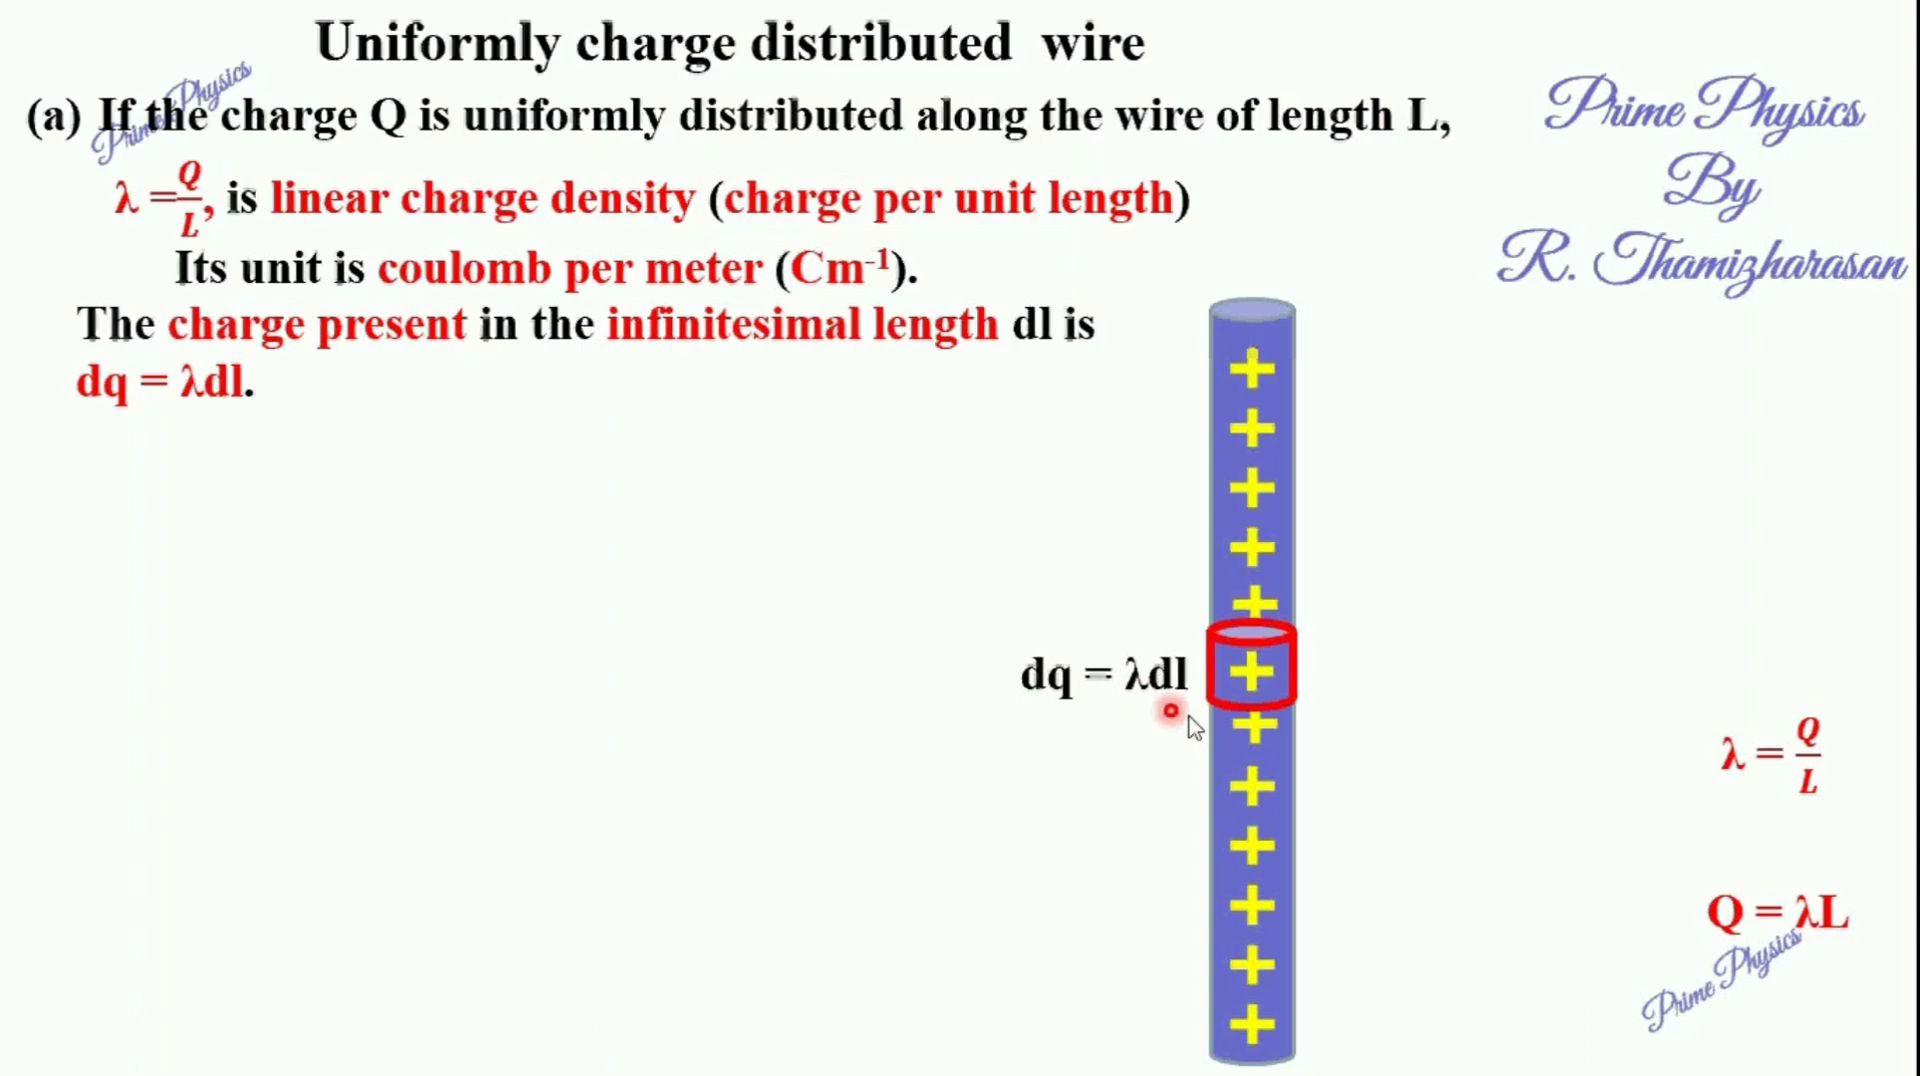 Uniformly charge distributed wire
Prime Physics
(a) If the charge Q is uniformly distributed along the wire of length L,
λ = Q/L, is linear charge density (charge per unit length)
Its unit is coulomb per meter (Cm⁻¹).
The charge present in the infinitesimal length dl is
dq = λdl.
Prime Physics
By
R. Thamizharasan
+
+
+
+
+
dq = λdl
+
+
+
+
+
+
+
λ = Q/L
Q = λL
Prime Physics